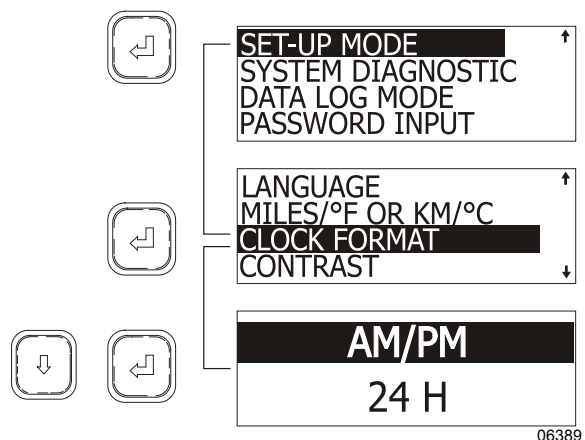 SET-UP MODE
SYSTEM DIAGNOSTIC
DATA LOG MODE
PASSWORD INPUT
LANGUAGE
MILES/°F OR KM/°C
CLOCK FORMAT
CONTRAST
AM/PM
24 H
06389